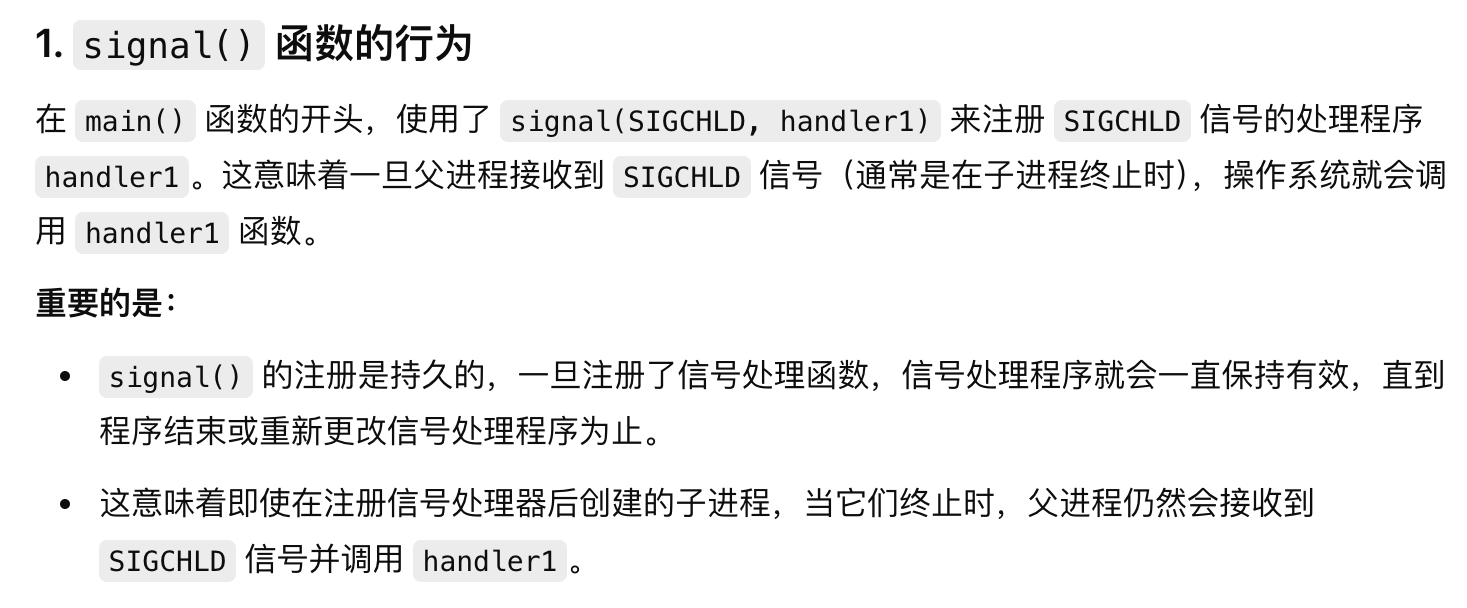 1. signal() 函数的行为
在 main() 函数的开头，使用了 signal(SIGCHLD, handler1) 来注册 SIGCHLD 信号的处理程序
handler1 。这意味着一旦父进程接收到 SIGCHLD 信号（通常是在子进程终止时），操作系统就会调
用 handler1 函数。
重要的是：
• signal() 的注册是持久的，一旦注册了信号处理函数，信号处理程序就会一直保持有效，直到
程序结束或重新更改信号处理程序为止。
• 这意味着即使在注册信号处理器后创建的子进程，当它们终止时，父进程仍然会接收到
SIGCHLD 信号并调用 handler1 。